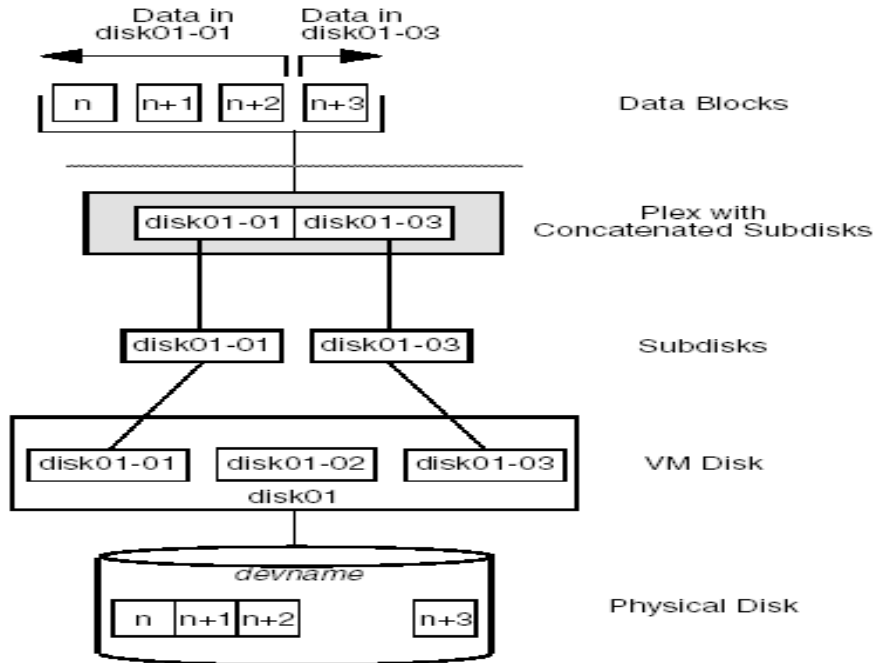 Data in
disk01-01
Data in
disk01-03
n
n+1
n+2
n+3
Data Blocks
disk01-01
disk01-03
Plex with
Concatenated Subdisks
disk01-01
disk01-03
Subdisks
disk01-01
disk01-02
disk01-03
disk01
VM Disk
devname
n
n+1
n+2
n+3
Physical Disk